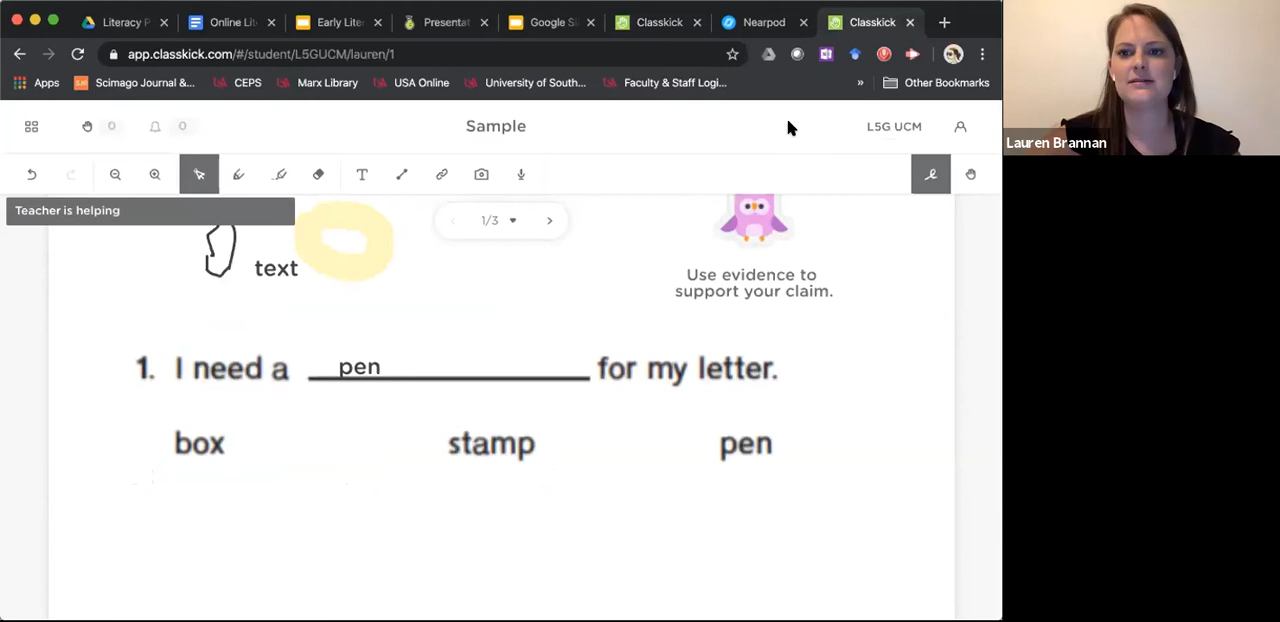 Literacy P
Online Lit
Early Liter
Presentat
Google Sli
Classkick
Nearpod
Classkick
app.classkick.com/#/student/L5GUCM/lauren/1
Apps
Scimago Journal &...
CEPS
Marx Library
USA Online
University of South...
Faculty & Staff Logi...
»
Other Bookmarks
0
0
Sample
L5G UCM
Lauren Brannan
T
Teacher is helping
1/3
text
Use evidence to
support your claim.
1. I need a pen for my letter.
box stamp pen